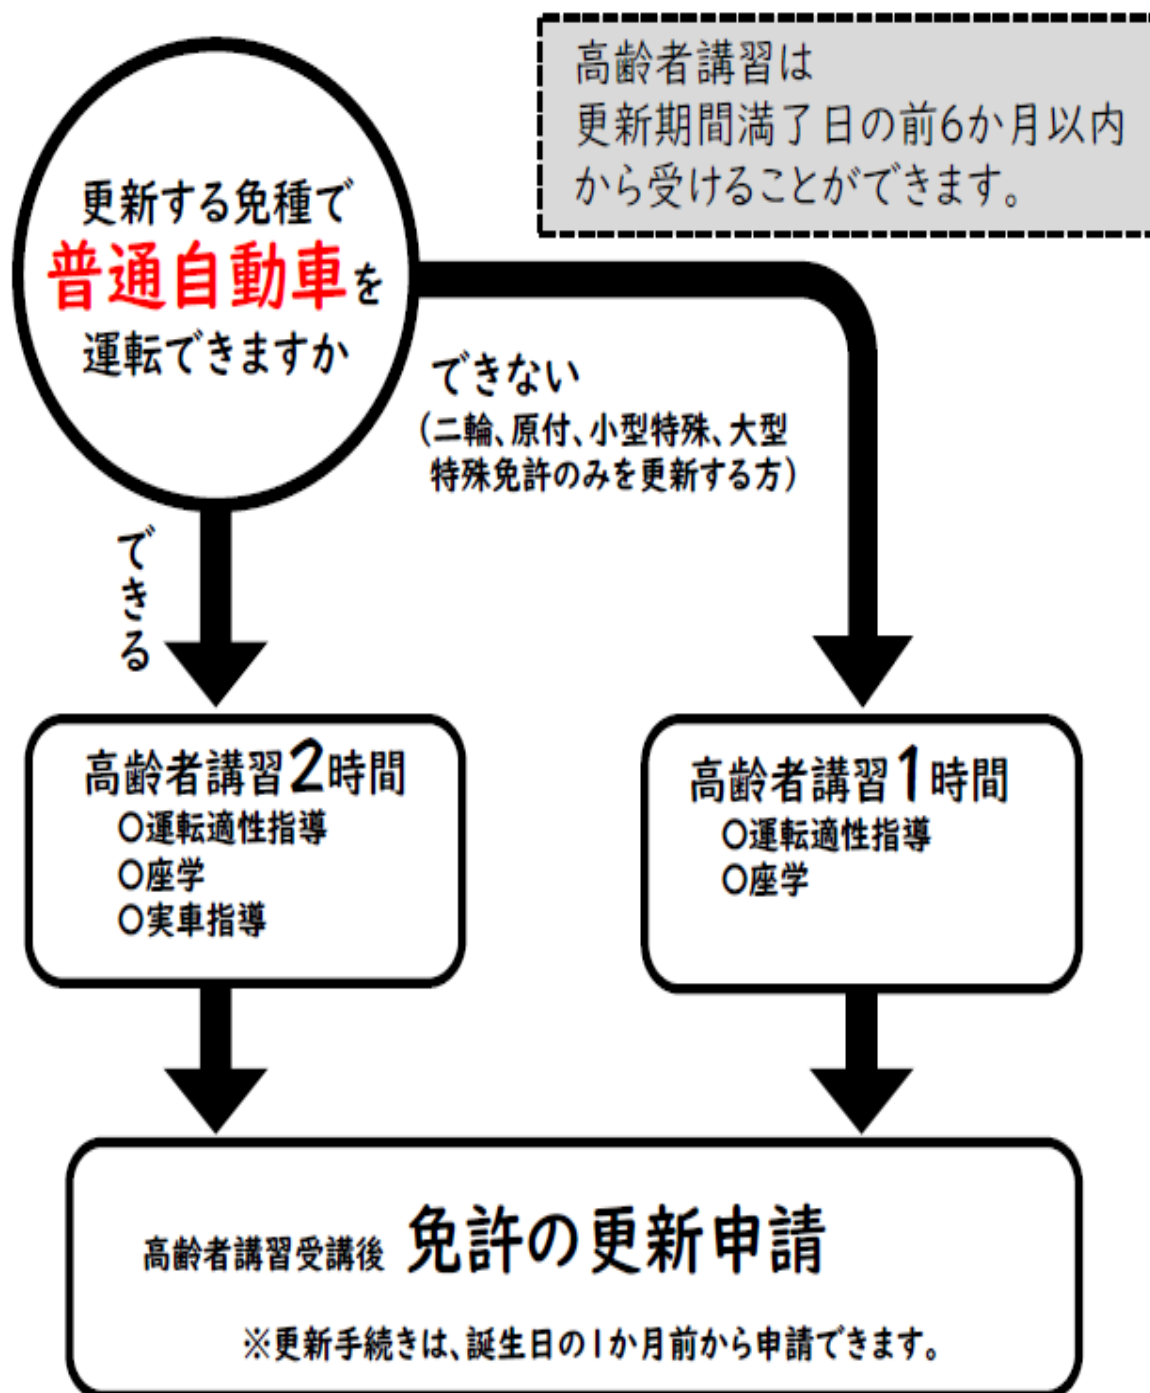 高齢者講習は
更新期間満了日の前6か月以内
から受けることができます。
更新する免種で
普通自動車を
運転できますか
できない
(二輪、原付、小型特殊、大型
特殊免許のみを更新する方)
できる
高齢者講習2時間
○運転適性指導
○座学
○実車指導
高齢者講習1時間
○運転適性指導
○座学
高齢者講習受講後 免許の更新申請
※更新手続きは、誕生日の1か月前から申請できます。